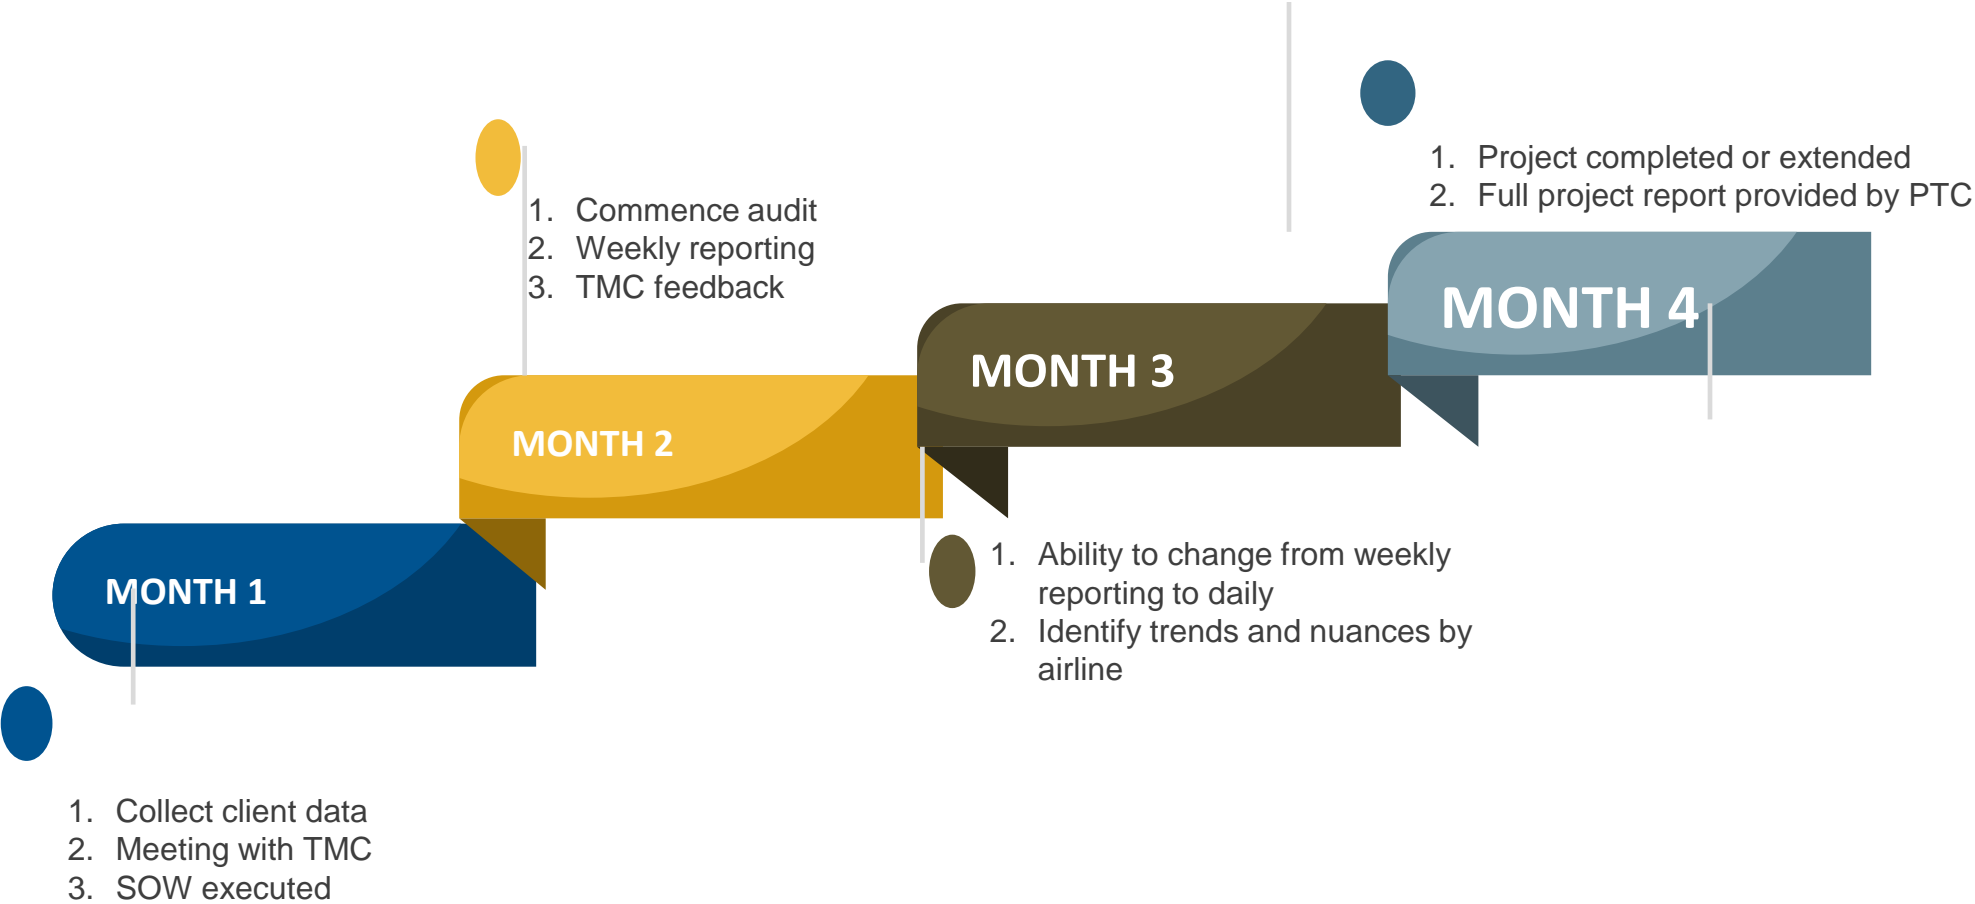 MONTH 1
1. Collect client data
2. Meeting with TMC
3. SOW executed
MONTH 2
1. Commence audit
2. Weekly reporting
3. TMC feedback
MONTH 3
1. Ability to change from weekly
reporting to daily
2. Identify trends and nuances by
airline
MONTH 4
1. Project completed or extended
2. Full project report provided by PTC